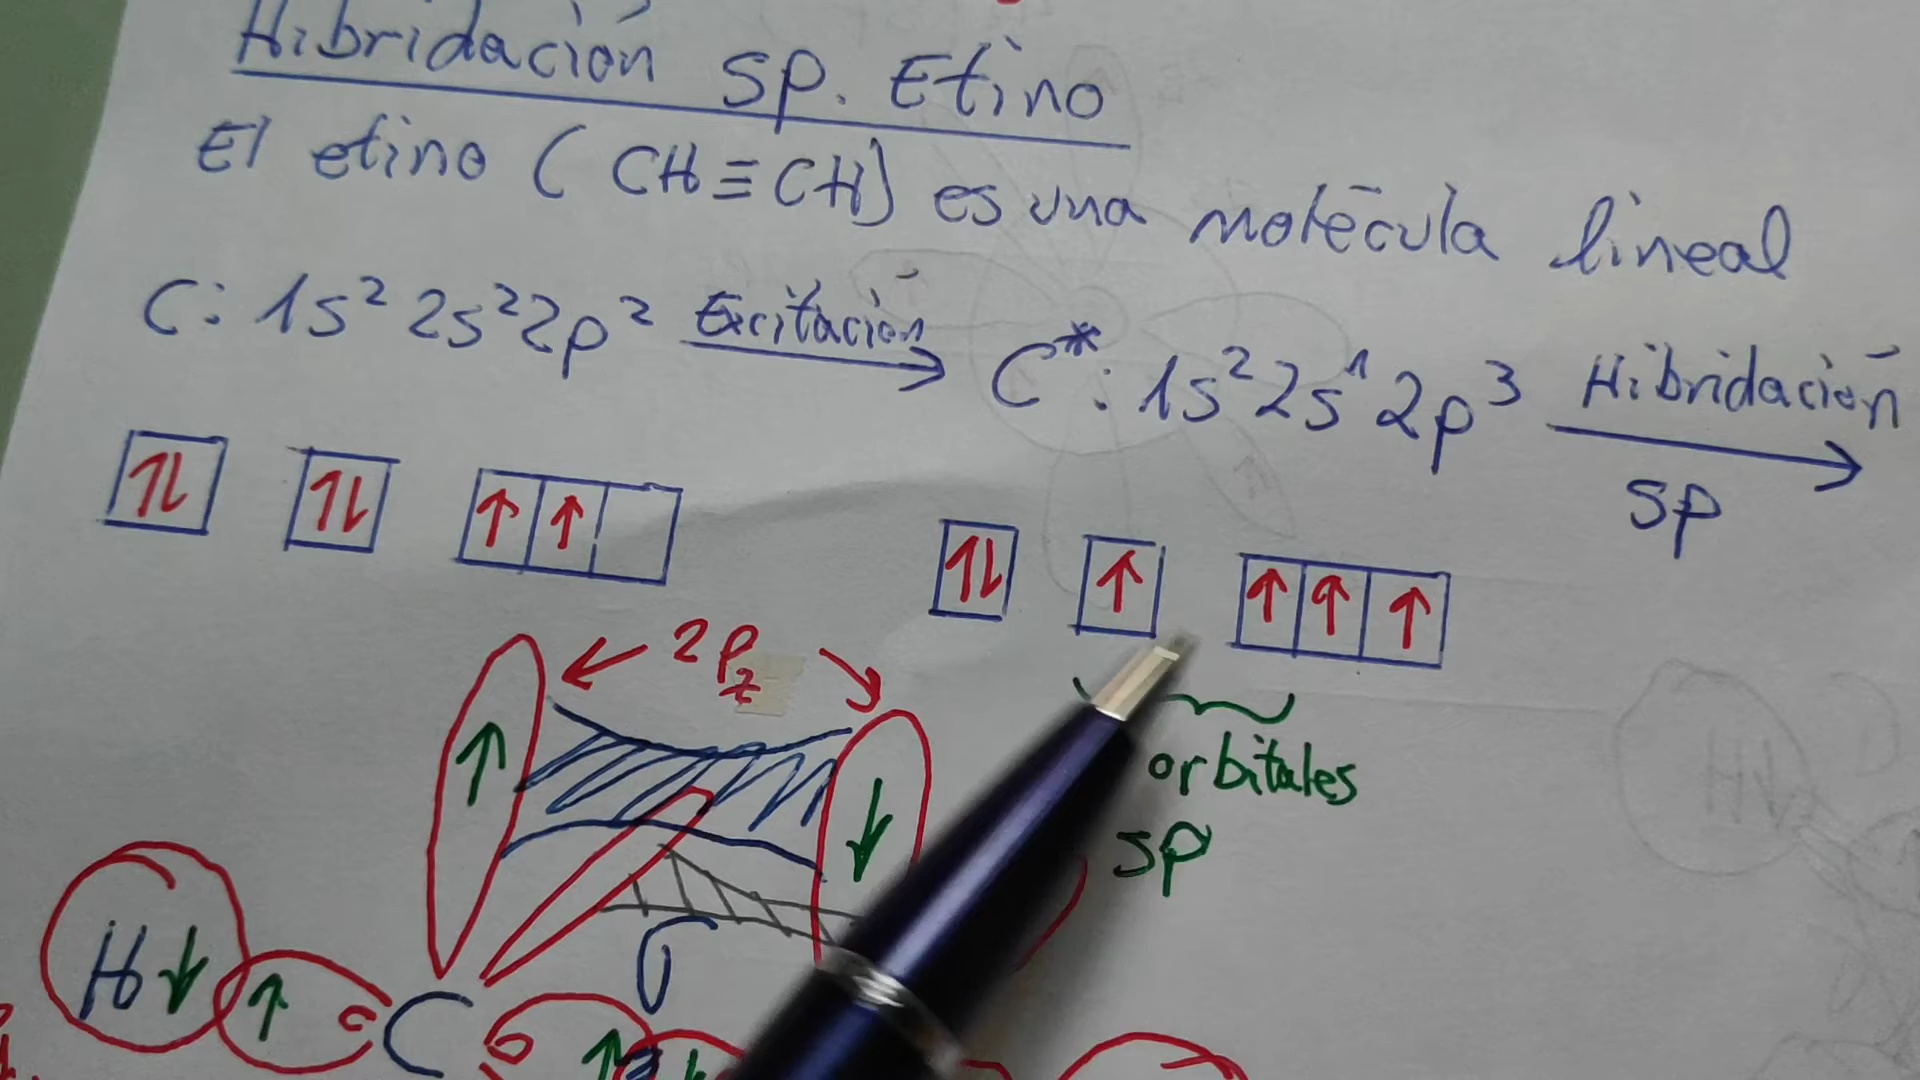 Hibridación sp. Etino
El etino (CH≡CH) es una molécula lineal
C: 1s² 2s² 2p² Excitación C*: 1s² 2s¹ 2p³ Hibridación
sp
↑↓ ↑↓ ↑ ↑
↑↓ ↑ ↑ ↑ ↑
2Pz
orbitales
sp
↑ ↓
σ
H ↓ ↑ C ↑ ↓